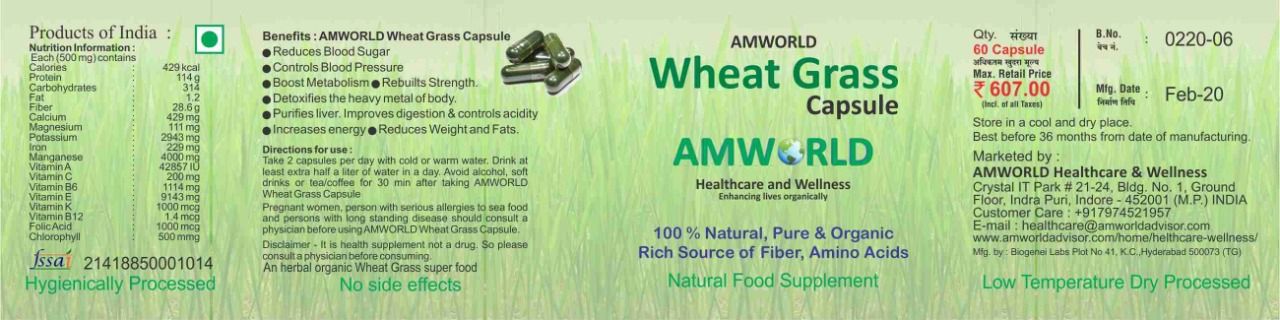 Products of India :
Nutrition Information :
Each (500 mg) contains
Calories : 429 kcal
Protein : 114 g
Carbohydrates : 314
Fat : 1.2
Fiber : 28.6 g
Calcium : 429 mg
Magnesium : 111 mg
Potassium : 2943 mg
Iron : 229 mg
Manganese : 4000 mg
Vitamin A : 42857 IU
Vitamin C : 200 mg
Vitamin B6 : 1114 mg
Vitamin E : 9143 mg
Vitamin K : 1000 mcg
Vitamin B12 : 1.4 mcg
Folic Acid : 1000 mcg
Chlorophyll : 500 mmg
fssai 21418850001014
Hygienically Processed
Benefits : AMWORLD Wheat Grass Capsule
● Reduces Blood Sugar
● Controls Blood Pressure
● Boost Metabolism ● Rebuilts Strength.
● Detoxifies the heavy metal of body.
● Purifies liver. Improves digestion & controls acidity
● Increases energy ● Reduces Weight and Fats.
Directions for use :
Take 2 capsules per day with cold or warm water. Drink at
least extra half a liter of water in a day. Avoid alcohol, soft
drinks or tea/coffee for 30 min after taking AMWORLD
Wheat Grass Capsule
Pregnant women, person with serious allergies to sea food
and persons with long standing disease should consult a
physician before using AMWORLD Wheat Grass Capsule.
Disclaimer - It is health supplement not a drug. So please
consult a physician before consuming.
An herbal organic Wheat Grass super food
No side effects
AMWORLD
Wheat Grass
Capsule
AMWORLD
Healthcare and Wellness
Enhancing lives organically
100 % Natural, Pure & Organic
Rich Source of Fiber, Amino Acids
Natural Food Supplement
Qty. संख्या
60 Capsule
अधिकतम खुदरा मूल्य
Max. Retail Price
₹ 607.00
(Incl. of all Taxes)
B.No. : 0220-06
बैच नं.
Mfg. Date : Feb-20
निर्माण तिथि
Store in a cool and dry place.
Best before 36 months from date of manufacturing.
Marketed by :
AMWORLD Healthcare & Wellness
Crystal IT Park # 21-24, Bldg. No. 1, Ground
Floor, Indra Puri, Indore - 452001 (M.P.) INDIA
Customer Care : +917974521957
E-mail : healthcare@amworldadvisor.com
www.amworldadvisor.com/home/helthcare-wellness/
Mfg. by : Biogenei Labs Plot No 41, K.C.,Hyderabad 500073 (TG)
Low Temperature Dry Processed